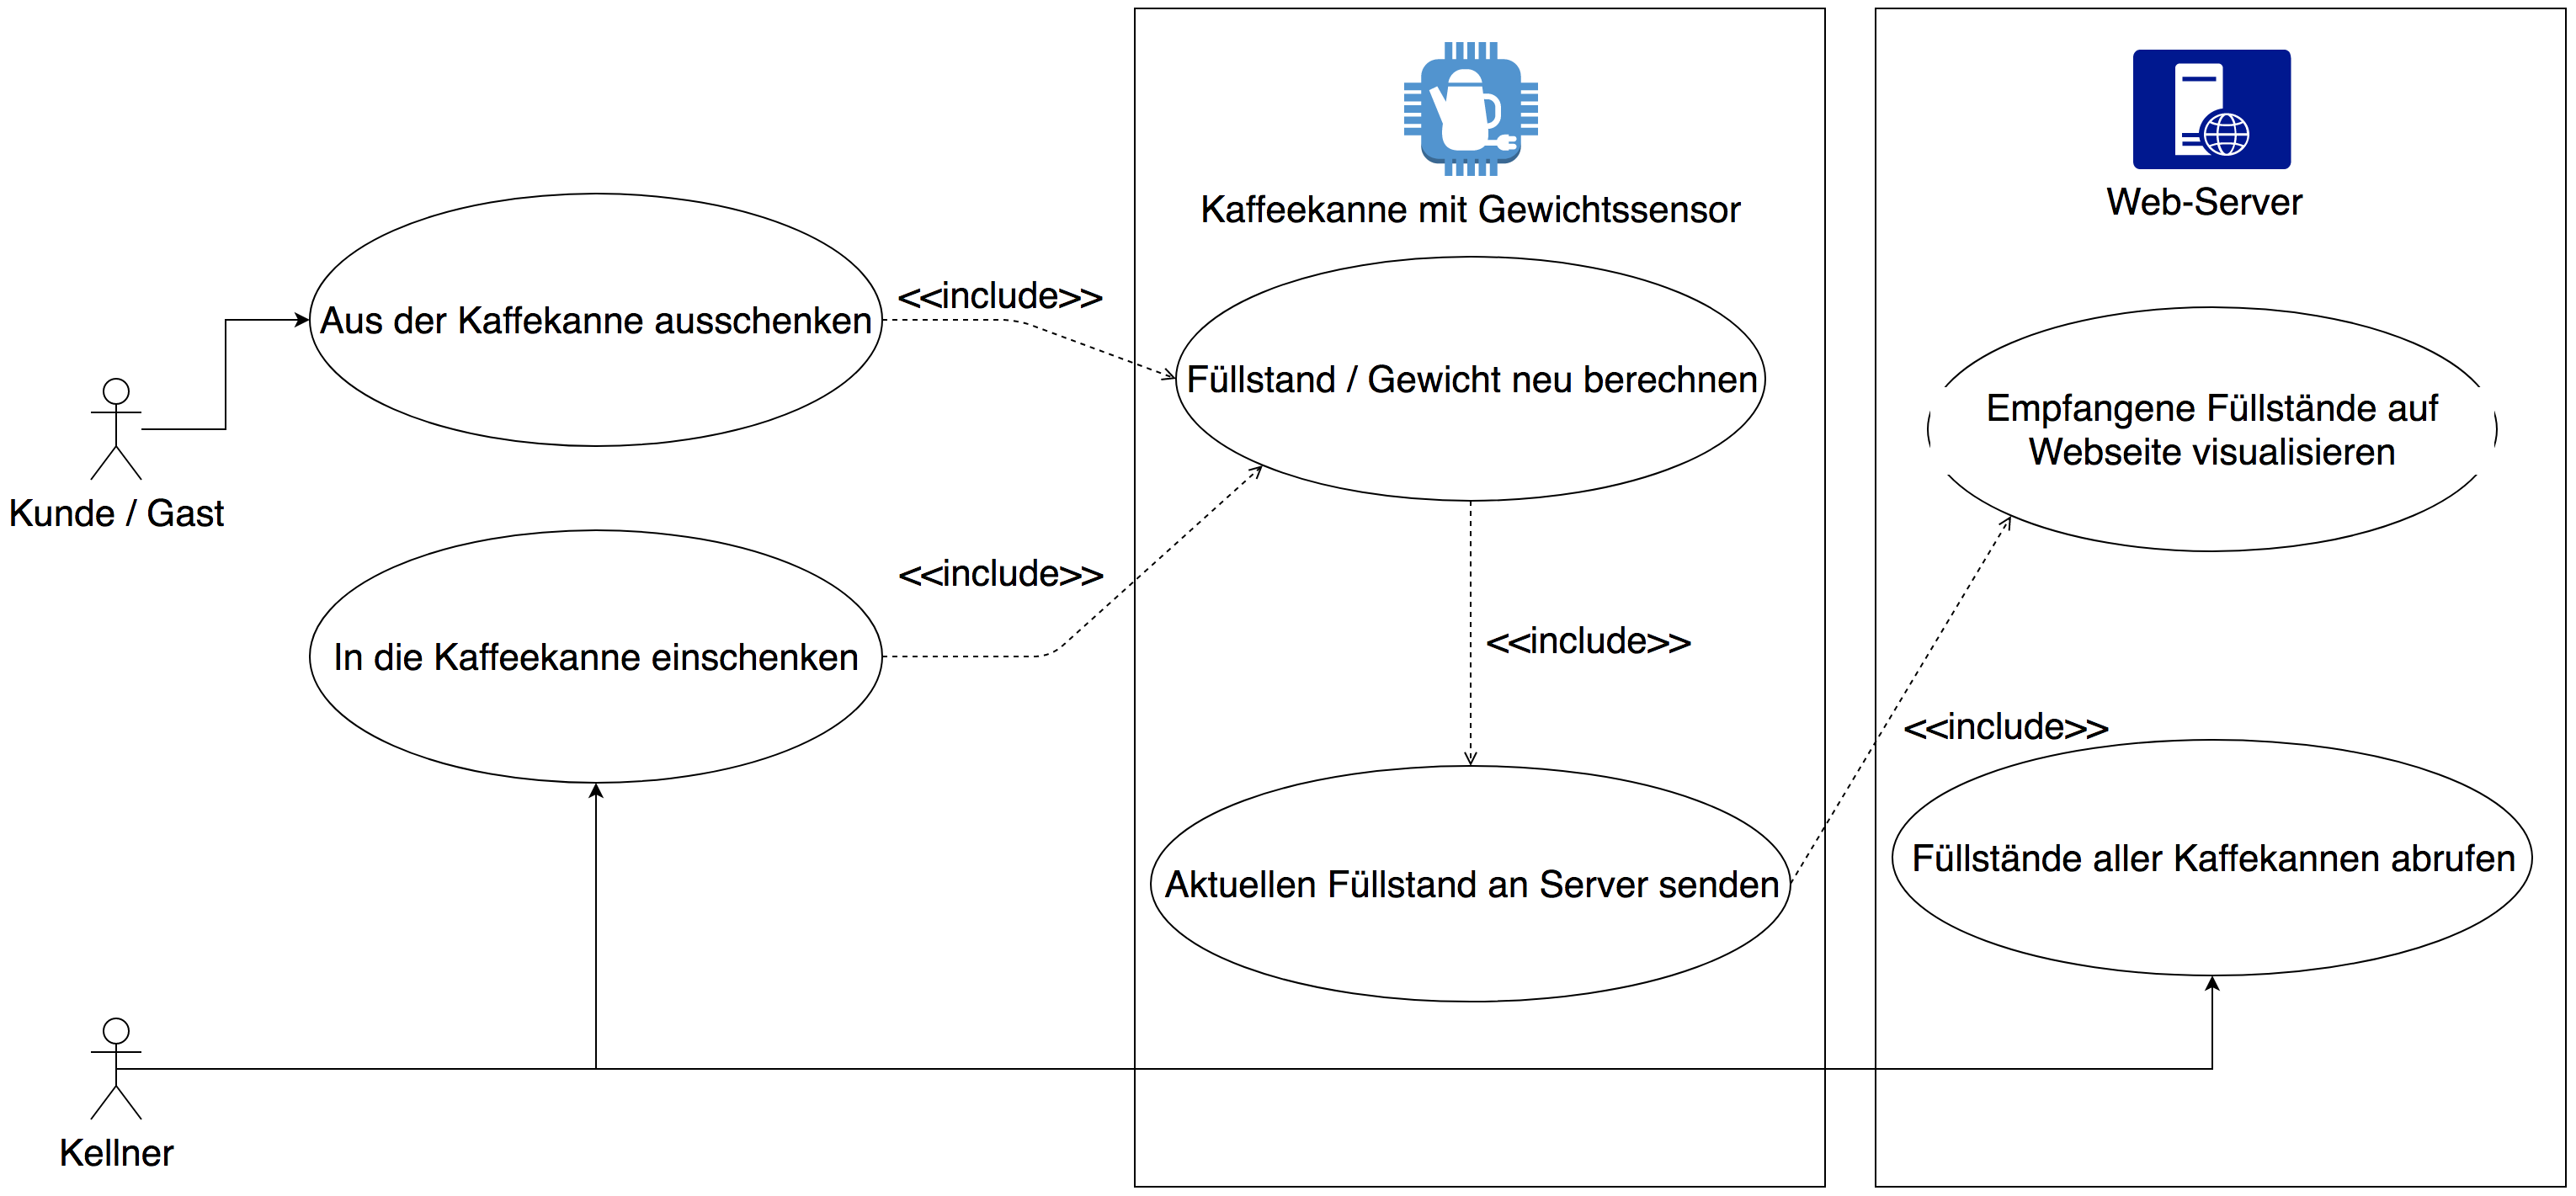 Kaffeekanne mit Gewichtssensor
Web-Server
Aus der Kaffekanne ausschenken
<<include>>
Füllstand / Gewicht neu berechnen
Empfangene Füllstände auf
Webseite visualisieren
Kunde / Gast
<<include>>
In die Kaffeekanne einschenken
<<include>>
<<include>>
Aktuellen Füllstand an Server senden
Füllstände aller Kaffekannen abrufen
Kellner